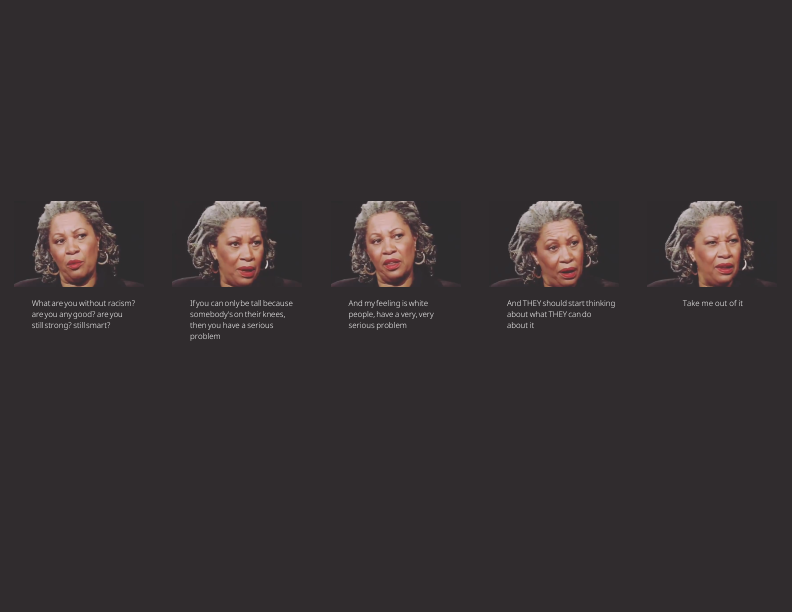 What are you without racism?
are you any good? are you
still strong? still smart?
If you can only be tall because
somebody's on their knees,
then you have a serious
problem
And my feeling is white
people, have a very, very
serious problem
And THEY should start thinking
about what THEY can do
about it
Take me out of it